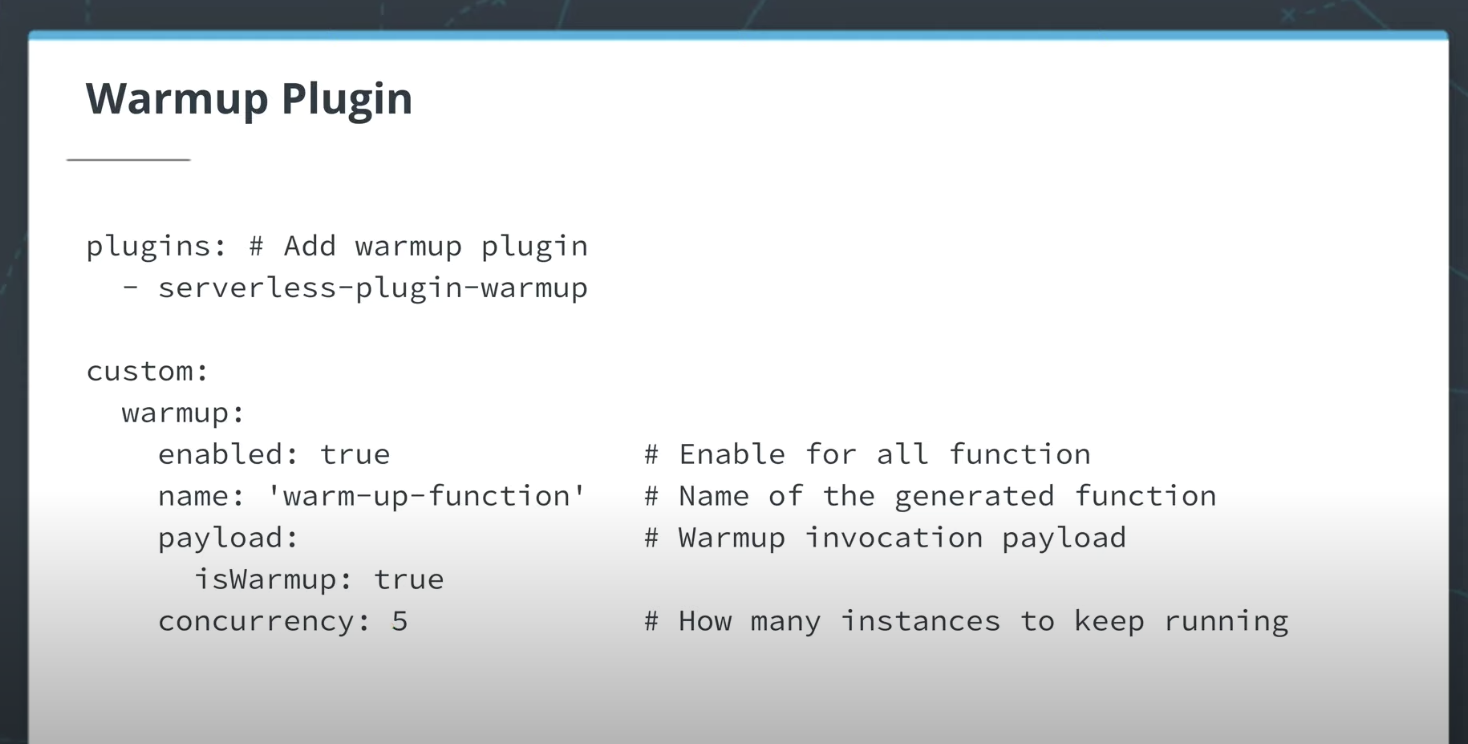 Warmup Plugin
plugins: # Add warmup plugin
  - serverless-plugin-warmup
custom:
  warmup:
    enabled: true              # Enable for all function
    name: 'warm-up-function'   # Name of the generated function
    payload:                   # Warmup invocation payload
      isWarmup: true
    concurrency: 5             # How many instances to keep running